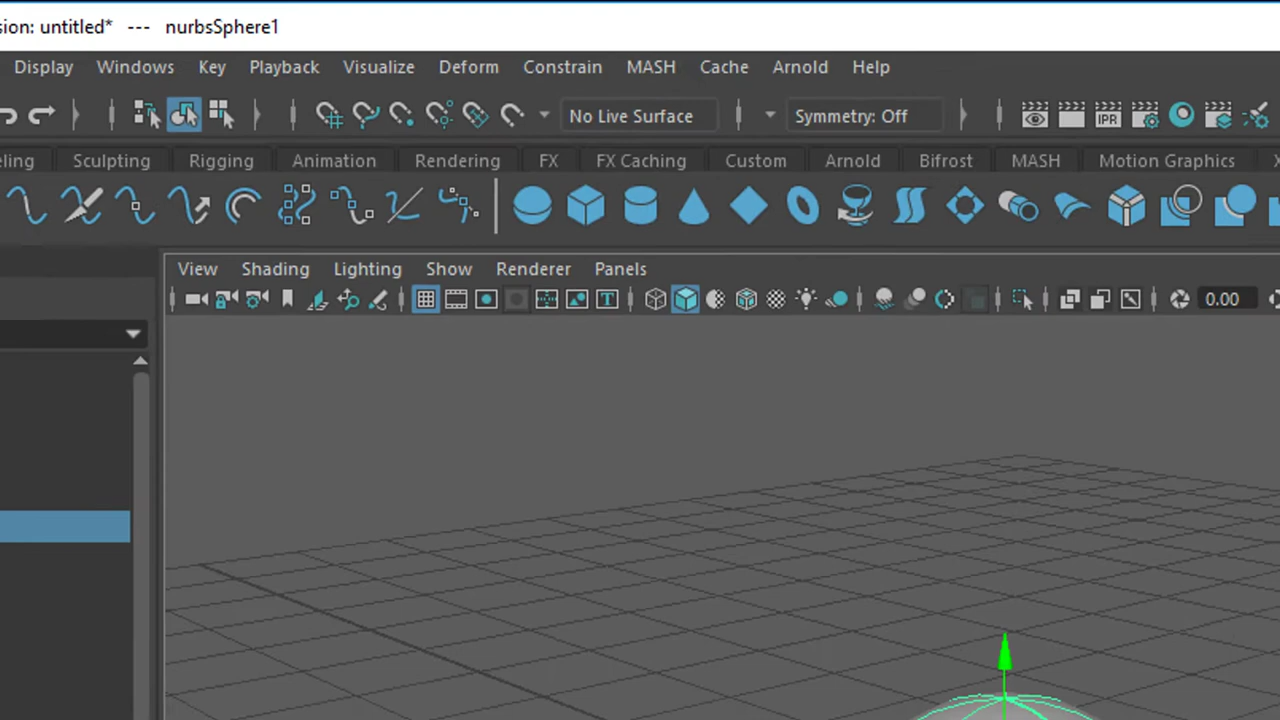 sion: untitled*  ---  nurbsSphere1
Display Windows Key Playback Visualize Deform Constrain MASH Cache Arnold Help
No Live Surface Symmetry: Off IPR
eling Sculpting Rigging Animation Rendering FX FX Caching Custom Arnold Bifrost MASH Motion Graphics
View Shading Lighting Show Renderer Panels
T 0.00